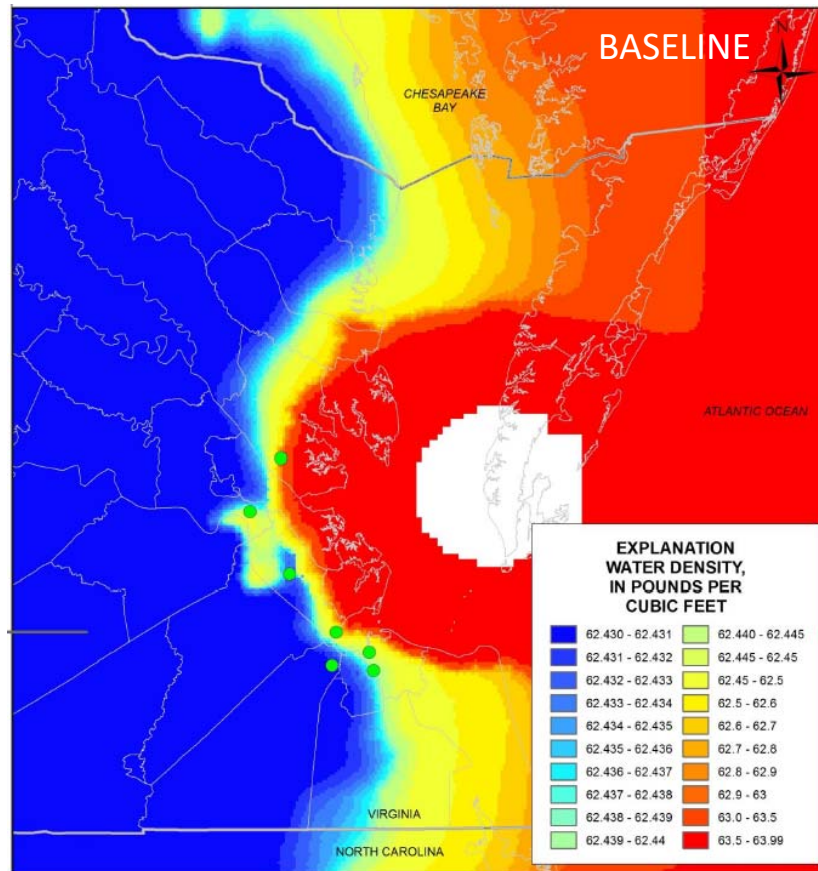 BASELINE
N
CHESAPEAKE
BAY
ATLANTIC OCEAN
EXPLANATION
WATER DENSITY,
IN POUNDS PER
CUBIC FEET
62.430 - 62.431
62.431 - 62.432
62.432 - 62.433
62.433 - 62.434
62.434 - 62.435
62.435 - 62.436
62.436 - 62.437
62.437 - 62.438
62.438 - 62.439
62.439 - 62.44
62.440 - 62.445
62.445 - 62.45
62.45 - 62.5
62.5 - 62.6
62.6 - 62.7
62.7 - 62.8
62.8 - 62.9
62.9 - 63
63.0 - 63.5
63.5 - 63.99
VIRGINIA
NORTH CAROLINA